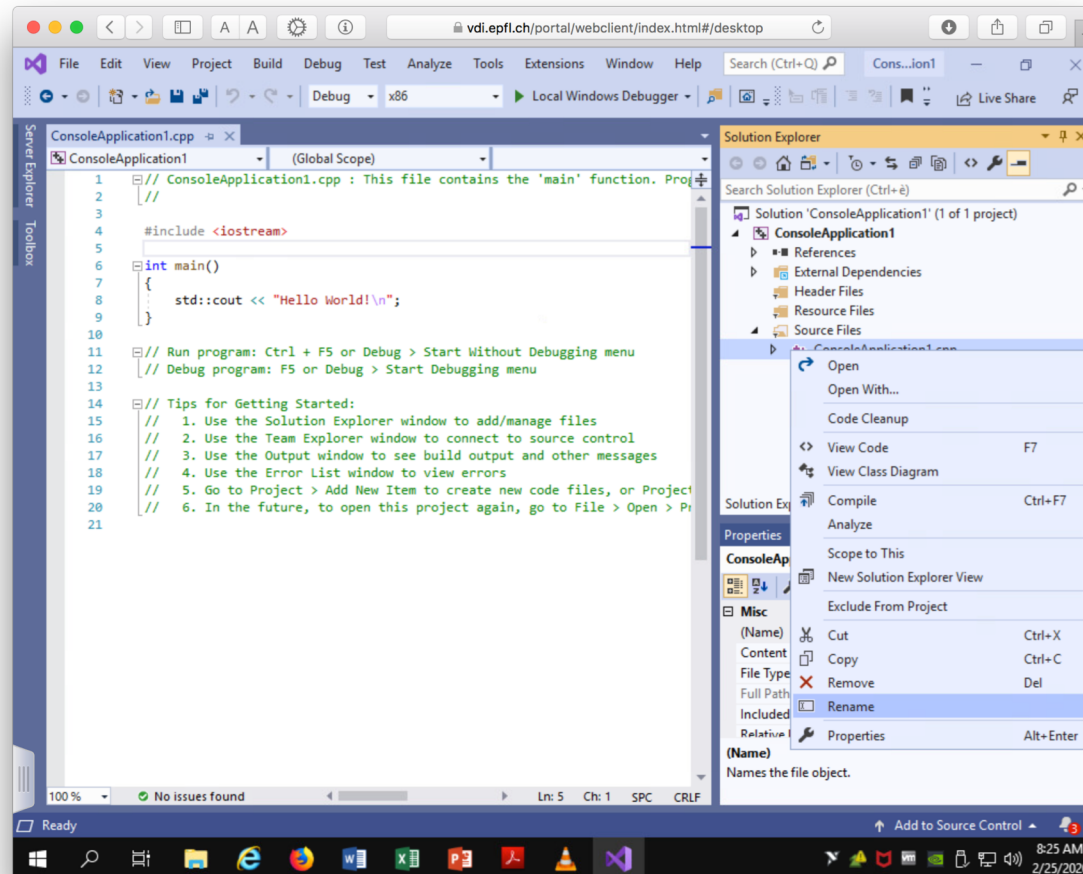 vdi.epfl.ch/portal/webclient/index.html#/desktop
File Edit View Project Build Debug Test Analyze Tools Extensions Window Help Search (Ctrl+Q) Cons...ion1
Debug x86 Local Windows Debugger Live Share
Server Explorer
Toolbox
ConsoleApplication1.cpp
ConsoleApplication1 (Global Scope)
1 // ConsoleApplication1.cpp : This file contains the 'main' function. Prog
2 //
3
4 #include <iostream>
5
6 int main()
7 {
8 std::cout << "Hello World!\n";
9 }
10
11 // Run program: Ctrl + F5 or Debug > Start Without Debugging menu
12 // Debug program: F5 or Debug > Start Debugging menu
13
14 // Tips for Getting Started:
15 // 1. Use the Solution Explorer window to add/manage files
16 // 2. Use the Team Explorer window to connect to source control
17 // 3. Use the Output window to see build output and other messages
18 // 4. Use the Error List window to view errors
19 // 5. Go to Project > Add New Item to create new code files, or Project
20 // 6. In the future, to open this project again, go to File > Open > Pr
21
100 % No issues found Ln: 5 Ch: 1 SPC CRLF
Solution Explorer
Search Solution Explorer (Ctrl+è)
Solution 'ConsoleApplication1' (1 of 1 project)
ConsoleApplication1
References
External Dependencies
Header Files
Resource Files
Source Files
ConsoleApplication1.cpp
Open
Open With...
Code Cleanup
View Code F7
View Class Diagram
Compile Ctrl+F7
Analyze
Scope to This
New Solution Explorer View
Exclude From Project
Cut Ctrl+X
Copy Ctrl+C
Remove Del
Rename
Properties Alt+Enter
Solution Exp
Properties
ConsoleAp
Misc
(Name)
Content
File Type
Full Path
Included
Relative
(Name)
Names the file object.
Ready Add to Source Control 3
8:25 AM
2/25/202